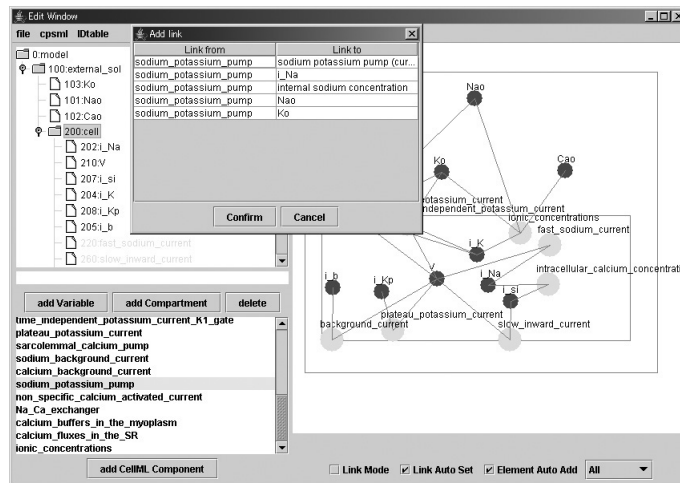 Edit Window
file cpsml IDtable
0:model
100:external_sol
103:Ko
101:Nao
102:Cao
200:cell
202:i_Na
210:V
207:i_si
204:i_K
208:i_Kp
205:i_b
220:fast_sodium_current
260:slow_inward_current
Add link
Link from Link to
sodium_potassium_pump sodium potassium pump (cur...
sodium_potassium_pump i_Na
sodium_potassium_pump internal sodium concentration
sodium_potassium_pump Nao
sodium_potassium_pump Ko
Confirm Cancel
Nao
Ko
Cao
potassium_current
independent_potassium_current
ionic_concentrations
fast_sodium_current
i_K
V
i_Na
intracellular_calcium_concentrati
i_b
i_Kp
i_si
plateau_potassium_current
background_current
slow_inward_current
add Variable add Compartment delete
time_independent_potassium_current_K1_gate
plateau_potassium_current
sarcolemmal_calcium_pump
sodium_background_current
calcium_background_current
sodium_potassium_pump
non_specific_calcium_activated_current
Na_Ca_exchanger
calcium_buffers_in_the_myoplasm
calcium_fluxes_in_the_SR
ionic_concentrations
add CellML Component
Link Mode Link Auto Set Element Auto Add All